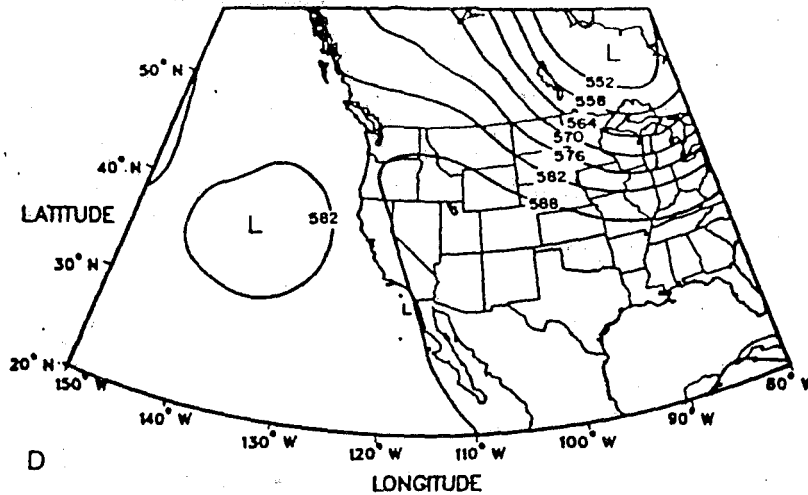 L
50° N
552
558
564
570
40° N
576
582
588
LATITUDE
L
582
30° N
L
20° N
150° W
80° W
140° W
90° W
130° W
120° W
110° W
100° W
D
LONGITUDE